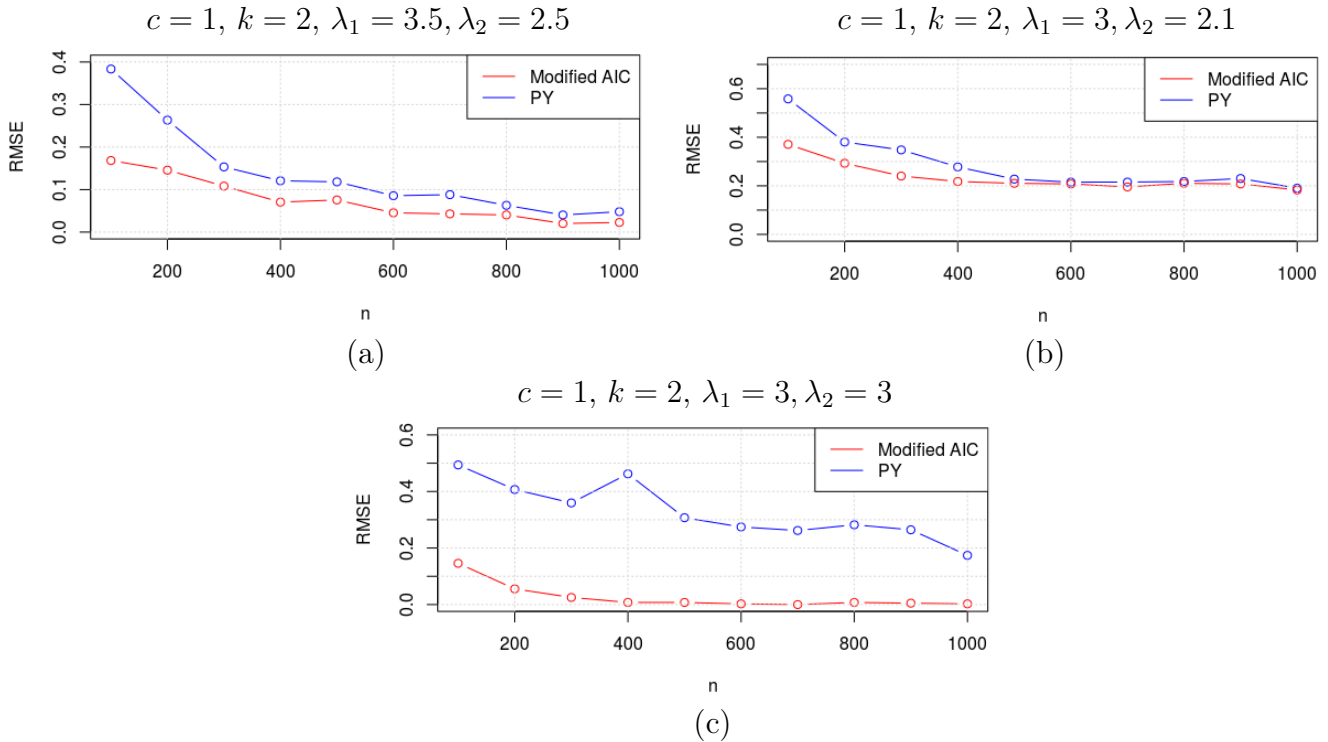 c = 1, k = 2, λ₁ = 3.5, λ₂ = 2.5
0.4
0.3
0.2
0.1
0.0
RMSE
Modified AIC
PY
200 400 600 800 1000
n
(a)
c = 1, k = 2, λ₁ = 3, λ₂ = 2.1
0.6
0.4
0.2
0.0
RMSE
Modified AIC
PY
200 400 600 800 1000
n
(b)
c = 1, k = 2, λ₁ = 3, λ₂ = 3
0.6
0.4
0.2
0.0
RMSE
Modified AIC
PY
200 400 600 800 1000
n
(c)